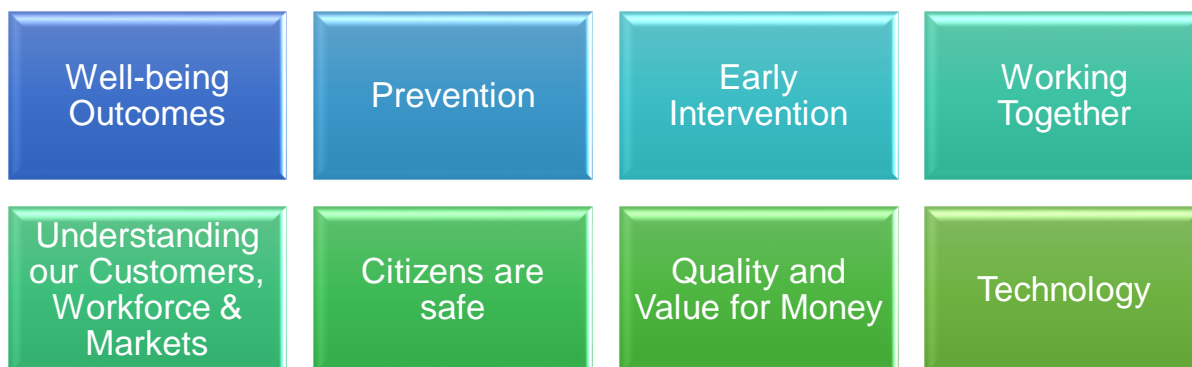 Well-being
Outcomes
Prevention
Early
Intervention
Working
Together
Understanding
our Customers,
Workforce &
Markets
Citizens are
safe
Quality and
Value for Money
Technology